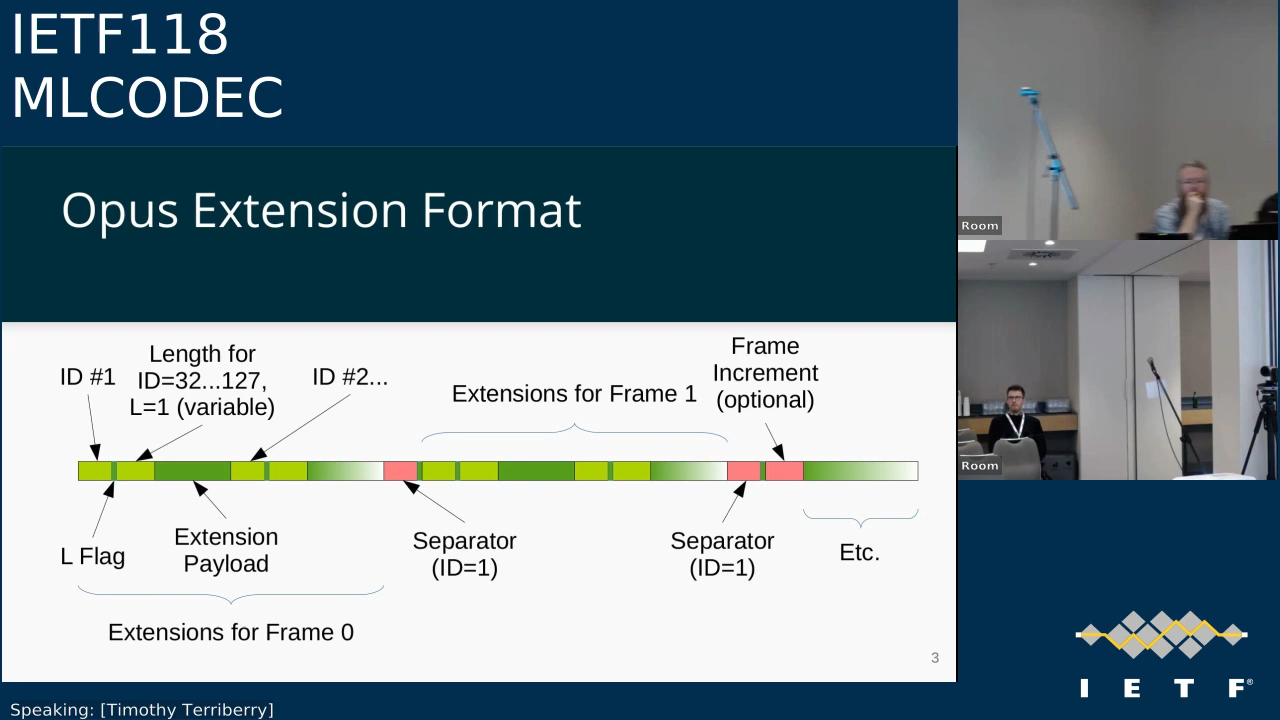 IETF118
MLCODEC
Opus Extension Format
ID #1
Length for
ID=32...127,
L=1 (variable)
ID #2...
Extensions for Frame 1
Frame
Increment
(optional)
L Flag
Extension
Payload
Separator
(ID=1)
Separator
(ID=1)
Etc.
Extensions for Frame 0
3
Room
Room
I E T F®
Speaking: [Timothy Terriberry]